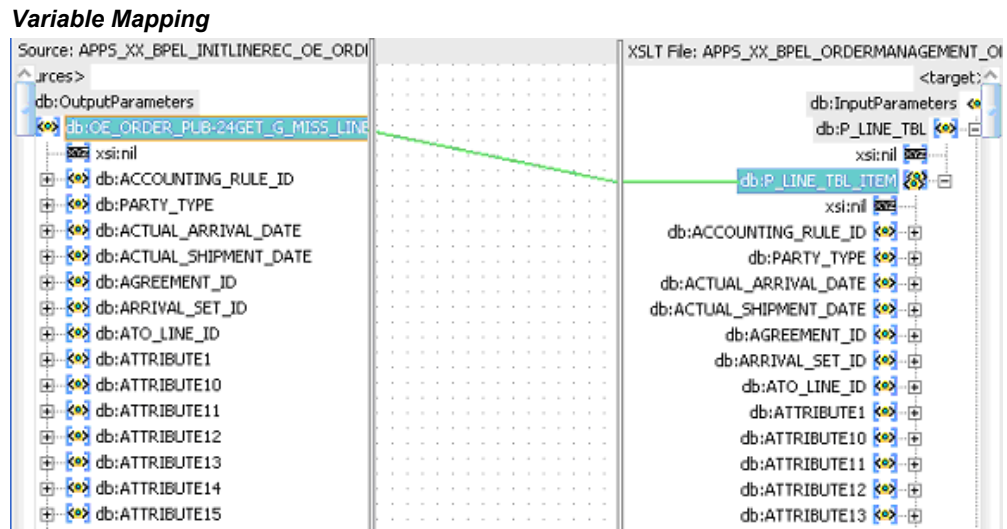 Variable Mapping
Source: APPS_XX_BPEL_INITLINEREC_OE_ORDI
urces>
db:OutputParameters
db:OE_ORDER_PUB-24GET_G_MISS_LINE
xsi:nil
db:ACCOUNTING_RULE_ID
db:PARTY_TYPE
db:ACTUAL_ARRIVAL_DATE
db:ACTUAL_SHIPMENT_DATE
db:AGREEMENT_ID
db:ARRIVAL_SET_ID
db:ATO_LINE_ID
db:ATTRIBUTE1
db:ATTRIBUTE10
db:ATTRIBUTE11
db:ATTRIBUTE12
db:ATTRIBUTE13
db:ATTRIBUTE14
db:ATTRIBUTE15
XSLT File: APPS_XX_BPEL_ORDERMANAGEMENT_OI
<target>
db:InputParameters
db:P_LINE_TBL
xsi:nil
db:P_LINE_TBL_ITEM
xsi:nil
db:ACCOUNTING_RULE_ID
db:PARTY_TYPE
db:ACTUAL_ARRIVAL_DATE
db:ACTUAL_SHIPMENT_DATE
db:AGREEMENT_ID
db:ARRIVAL_SET_ID
db:ATO_LINE_ID
db:ATTRIBUTE1
db:ATTRIBUTE10
db:ATTRIBUTE11
db:ATTRIBUTE12
db:ATTRIBUTE13